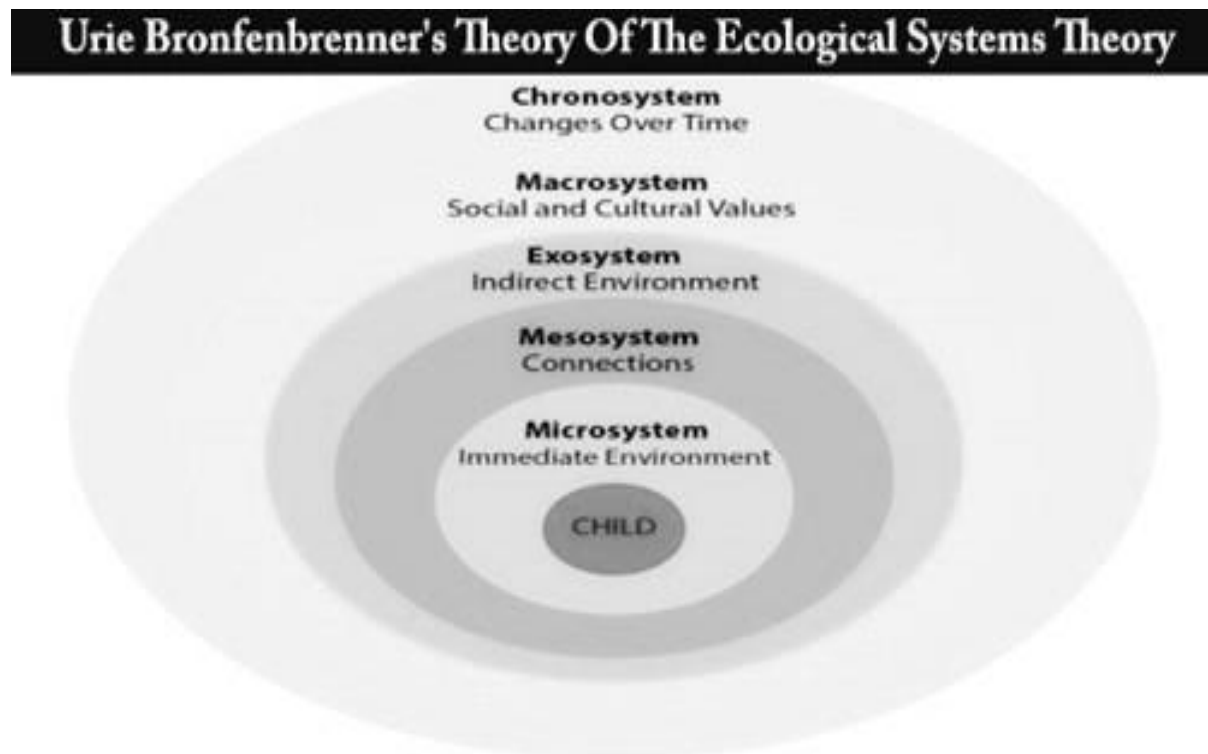 Urie Bronfenbrenner's Theory Of The Ecological Systems Theory
Chronosystem
Changes Over Time
Macrosystem
Social and Cultural Values
Exosystem
Indirect Environment
Mesosystem
Connections
Microsystem
Immediate Environment
CHILD